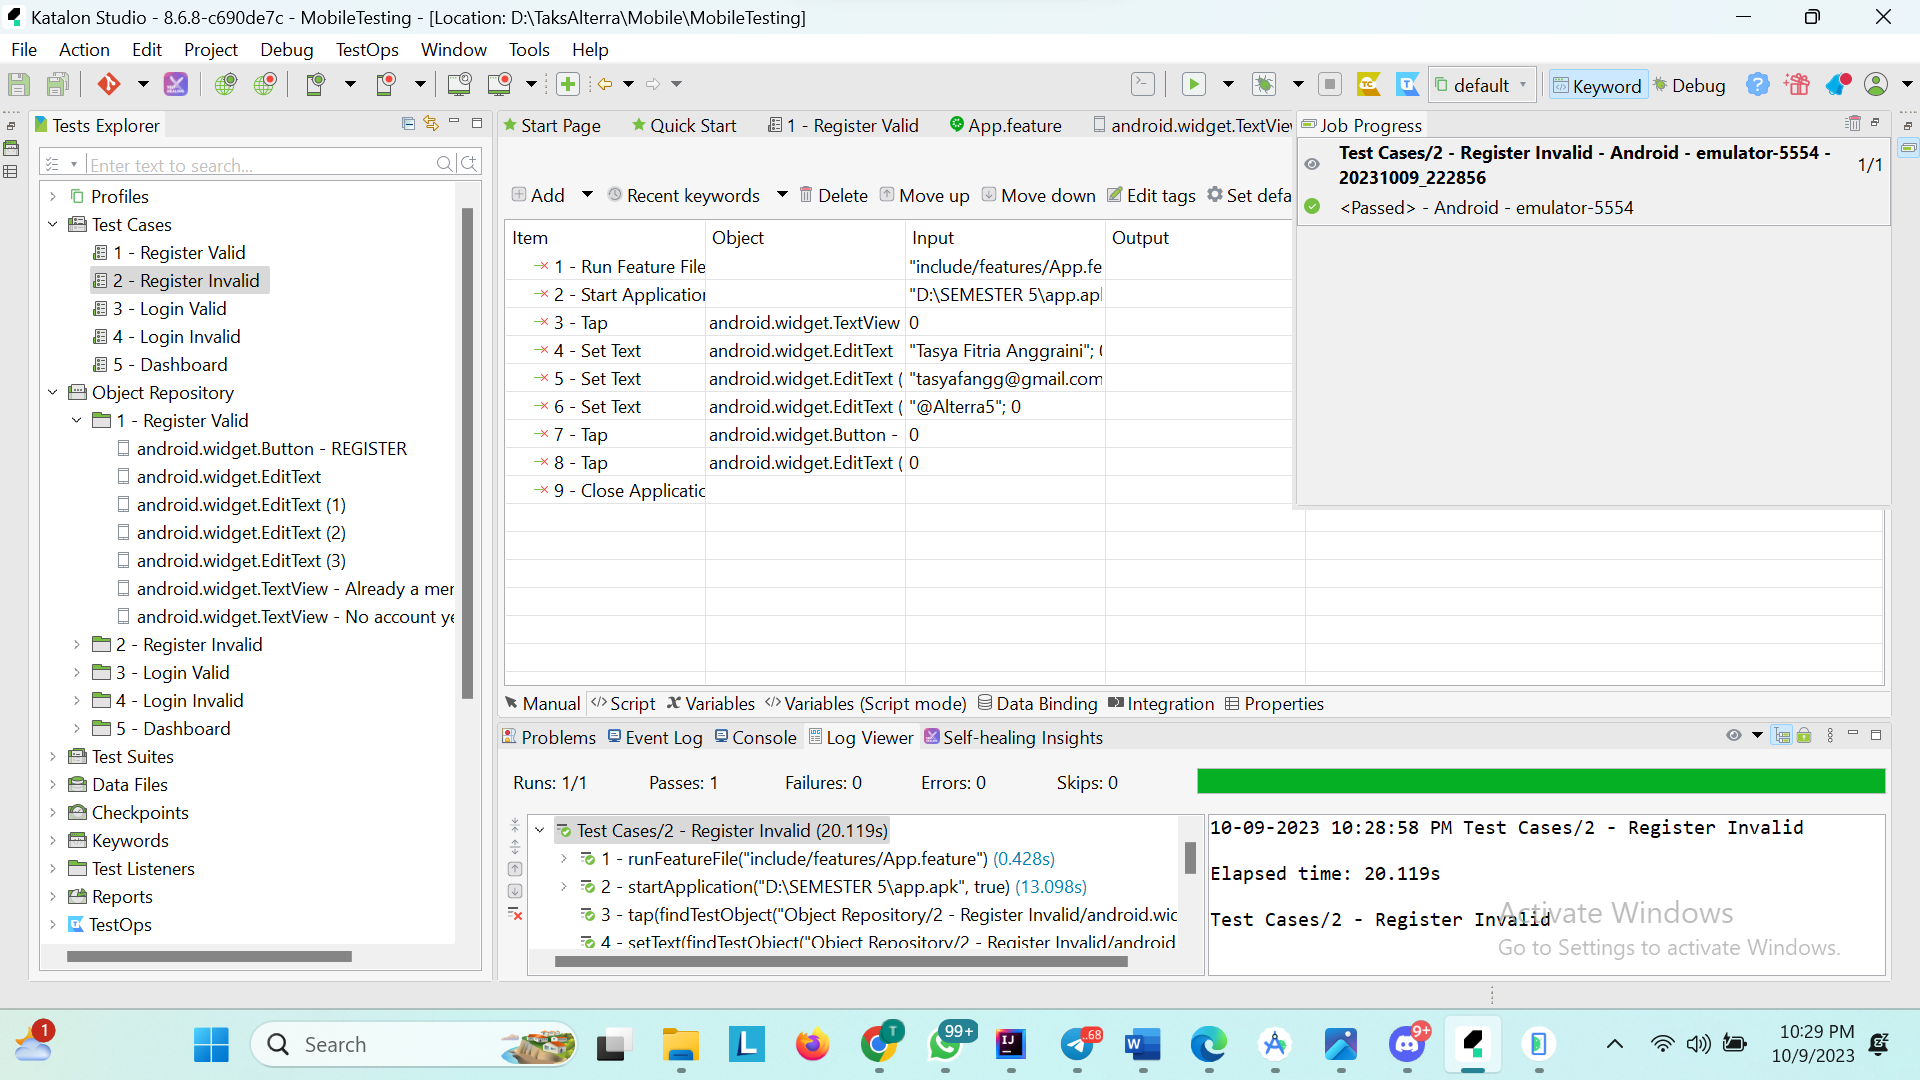 Katalon Studio - 8.6.8-c690de7c - MobileTesting - [Location: D:\TaksAlterra\Mobile\MobileTesting]
File Action Edit Project Debug TestOps Window Tools Help
default Keyword Debug
Tests Explorer
Enter text to search...
Profiles
Test Cases
1 - Register Valid
2 - Register Invalid
3 - Login Valid
4 - Login Invalid
5 - Dashboard
Object Repository
1 - Register Valid
android.widget.Button - REGISTER
android.widget.EditText
android.widget.EditText (1)
android.widget.EditText (2)
android.widget.EditText (3)
android.widget.TextView - Already a mer
android.widget.TextView - No account ye
2 - Register Invalid
3 - Login Valid
4 - Login Invalid
5 - Dashboard
Test Suites
Data Files
Checkpoints
Keywords
Test Listeners
Reports
TestOps
Start Page Quick Start 1 - Register Valid App.feature android.widget.TextView
Add Recent keywords Delete Move up Move down Edit tags Set defa
Item Object Input Output
1 - Run Feature File "include/features/App.fe
2 - Start Application "D:\SEMESTER 5\app.apl
3 - Tap android.widget.TextView 0
4 - Set Text android.widget.EditText "Tasya Fitria Anggraini"; (
5 - Set Text android.widget.EditText ( "tasyafangg@gmail.com
6 - Set Text android.widget.EditText ( "@Alterra5"; 0
7 - Tap android.widget.Button - 0
8 - Tap android.widget.EditText ( 0
9 - Close Applicatic
Job Progress
Test Cases/2 - Register Invalid - Android - emulator-5554 - 20231009_222856 1/1
<Passed> - Android - emulator-5554
Manual Script Variables Variables (Script mode) Data Binding Integration Properties
Problems Event Log Console Log Viewer Self-healing Insights
Runs: 1/1 Passes: 1 Failures: 0 Errors: 0 Skips: 0
Test Cases/2 - Register Invalid (20.119s)
1 - runFeatureFile("include/features/App.feature") (0.428s)
2 - startApplication("D:\SEMESTER 5\app.apk", true) (13.098s)
3 - tap(findTestObject("Object Repository/2 - Register Invalid/android.wic
4 - setText(findTestObject("Object Repository/2 - Register Invalid/android
10-09-2023 10:28:58 PM Test Cases/2 - Register Invalid
Elapsed time: 20.119s
Test Cases/2 - Register Invalid
Activate Windows
Go to Settings to activate Windows.
1
Search
T
99+
68
9+
10:29 PM
10/9/2023